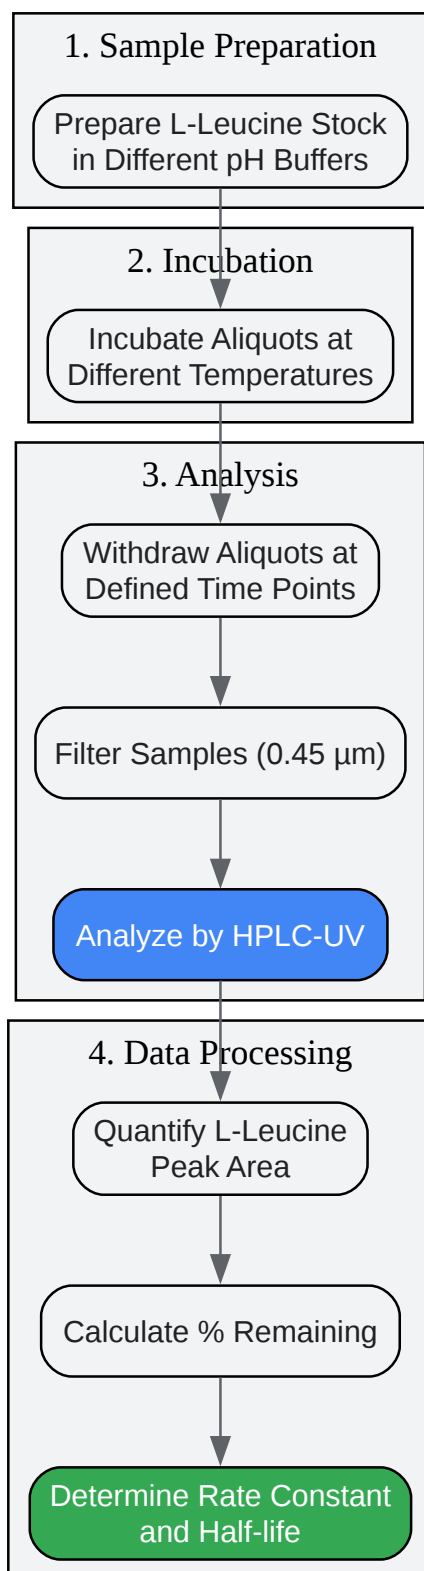 1. Sample Preparation
Prepare L-Leucine Stock
in Different pH Buffers
2. Incubation
Incubate Aliquots at
Different Temperatures
3. Analysis
Withdraw Aliquots at
Defined Time Points
Filter Samples (0.45 µm)
Analyze by HPLC-UV
4. Data Processing
Quantify L-Leucine
Peak Area
Calculate % Remaining
Determine Rate Constant
and Half-life